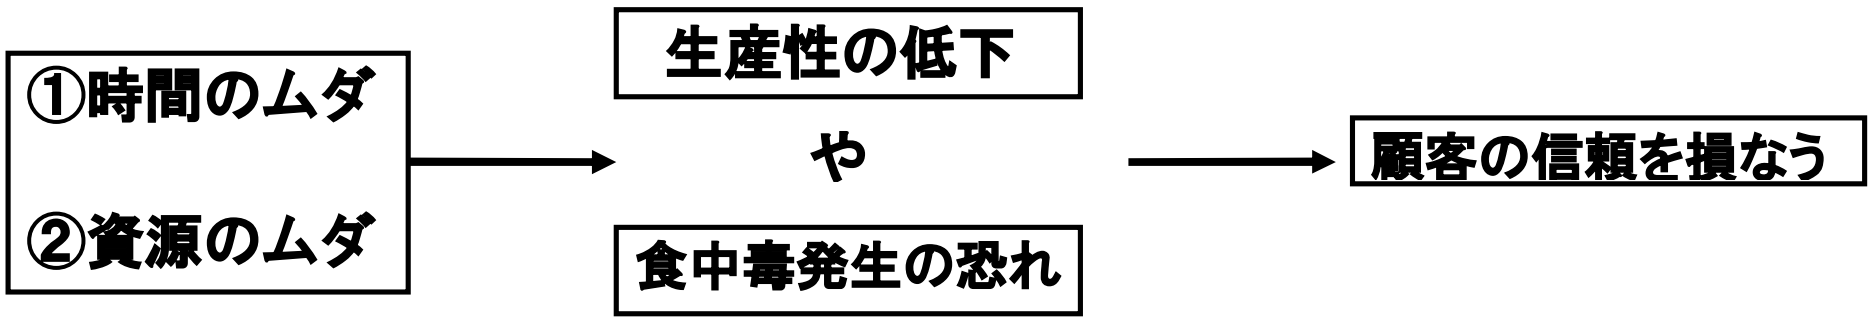 ①時間のムダ
②資源のムダ
生産性の低下
や
食中毒発生の恐れ
顧客の信頼を損なう